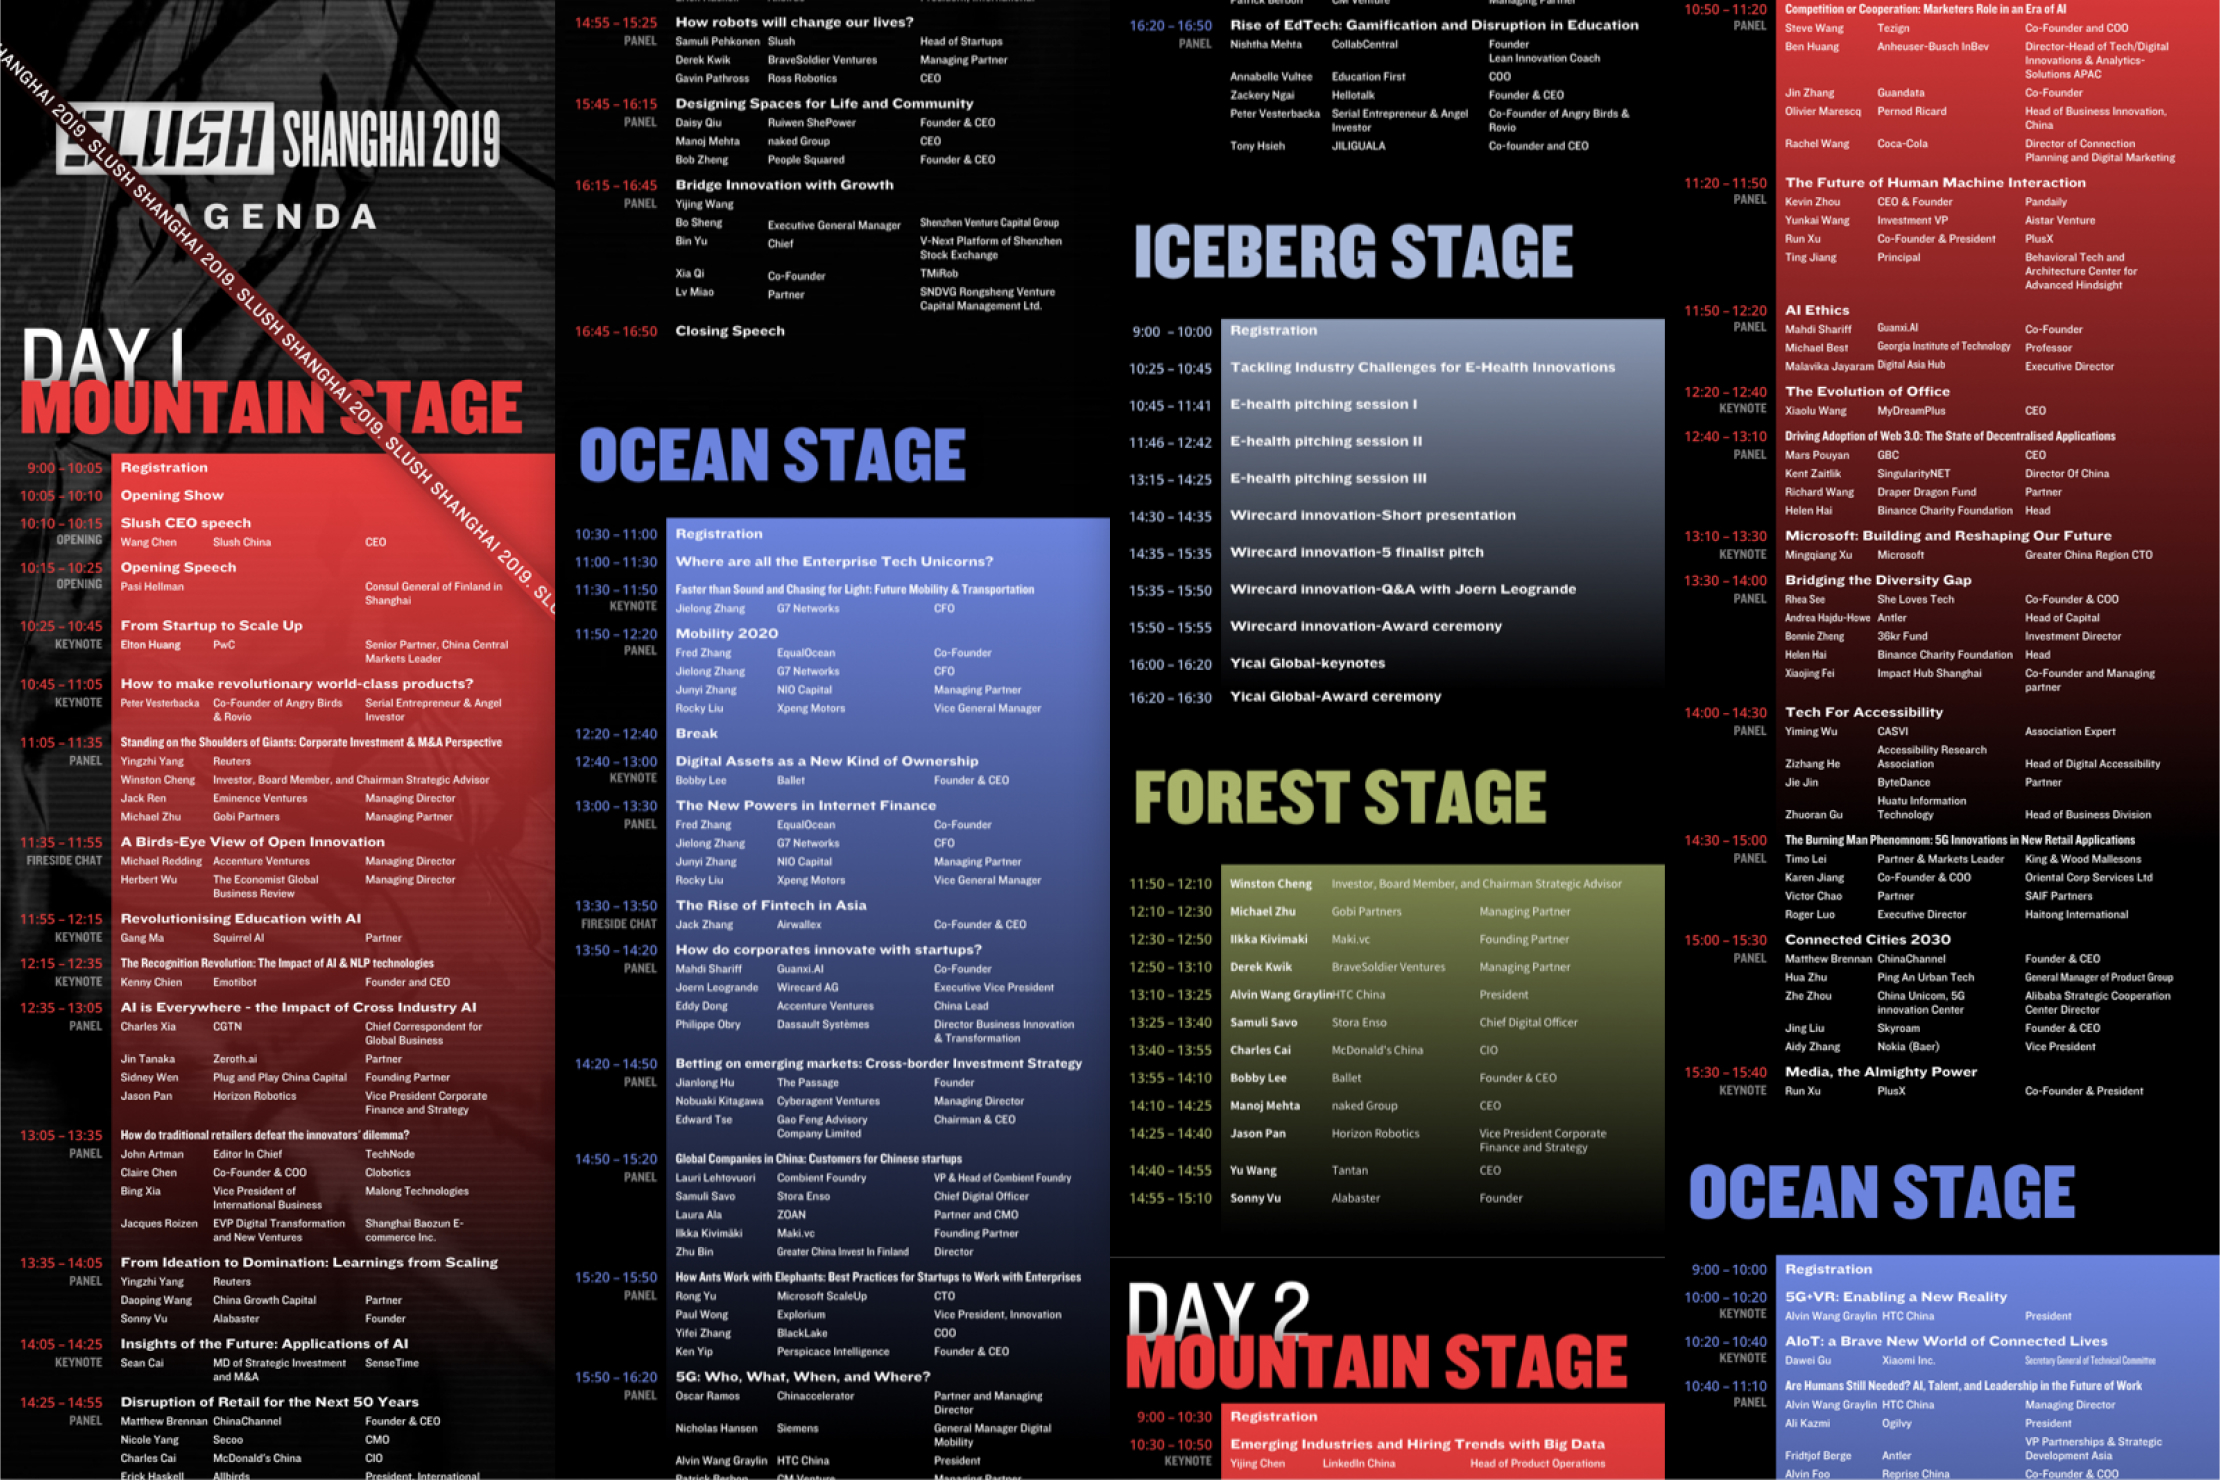 SLUSH SHANGHAI 2019
AGENDA
SHANGHAI 2019. SLUSH SHANGHAI 2019. SLUSH SHANGHAI 2019. SLUSH SHANGHAI 2019. SLUSH SHANGHAI 2019. SLUSH SHANGHAI 2019.
DAY 1
MOUNTAIN STAGE
9:00 – 10:05 Registration
10:05 – 10:10 Opening Show
10:10 – 10:15 Slush CEO speech
OPENING Wang Chen Slush China CEO
10:15 – 10:25 Opening Speech
OPENING Pasi Hellman Consul General of Finland in
Shanghai
10:25 – 10:45 From Startup to Scale Up
KEYNOTE Elton Huang PwC Senior Partner, China Central
Markets Leader
10:45 – 11:05 How to make revolutionary world-class products?
KEYNOTE Peter Vesterbacka Co-Founder of Angry Birds Serial Entrepreneur & Angel
& Rovio Investor
11:05 – 11:35 Standing on the Shoulders of Giants: Corporate Investment & M&A Perspective
PANEL Yingzhi Yang Reuters
Winston Cheng Investor, Board Member, and Chairman Strategic Advisor
Jack Ren Eminence Ventures Managing Director
Michael Zhu Gobi Partners Managing Partner
11:35 – 11:55 A Birds-Eye View of Open Innovation
FIRESIDE CHAT Michael Redding Accenture Ventures Managing Director
Herbert Wu The Economist Global Managing Director
Business Review
11:55 – 12:15 Revolutionising Education with AI
KEYNOTE Gang Ma Squirrel AI Partner
12:15 – 12:35 The Recognition Revolution: The Impact of AI & NLP technologies
KEYNOTE Kenny Chien Emotibot Founder and CEO
12:35 – 13:05 AI is Everywhere - the Impact of Cross Industry AI
PANEL Charles Xia CGTN Chief Correspondent for
Global Business
Jin Tanaka Zeroth.ai Partner
Sidney Wen Plug and Play China Capital Founding Partner
Jason Pan Horizon Robotics Vice President Corporate
Finance and Strategy
13:05 – 13:35 How do traditional retailers defeat the innovators' dilemma?
PANEL John Artman Editor In Chief TechNode
Claire Chen Co-Founder & COO Clobotics
Bing Xia Vice President of Malong Technologies
International Business
Jacques Roizen EVP Digital Transformation Shanghai Baozun E-
and New Ventures commerce Inc.
13:35 – 14:05 From Ideation to Domination: Learnings from Scaling
PANEL Yingzhi Yang Reuters
Daoping Wang China Growth Capital Partner
Sonny Vu Alabaster Founder
14:05 – 14:25 Insights of the Future: Applications of AI
KEYNOTE Sean Cai MD of Strategic Investment SenseTime
and M&A
14:25 – 14:55 Disruption of Retail for the Next 50 Years
PANEL Matthew Brennan ChinaChannel Founder & CEO
Nicole Yang Secoo CMO
Charles Cai McDonald's China CIO
Erick Haskell Allbirds President, International
14:55 – 15:25 How robots will change our lives?
PANEL Samuli Pehkonen Slush Head of Startups
Derek Kwik BraveSoldier Ventures Managing Partner
Gavin Pathross Ross Robotics CEO
15:45 – 16:15 Designing Spaces for Life and Community
PANEL Daisy Qiu Ruiwen ShePower Founder & CEO
Manoj Mehta naked Group CEO
Bob Zheng People Squared Founder & CEO
16:15 – 16:45 Bridge Innovation with Growth
PANEL Yijing Wang
Bo Sheng Executive General Manager Shenzhen Venture Capital Group
Bin Yu Chief V-Next Platform of Shenzhen
Stock Exchange
Xia Qi Co-Founder TMiRob
Lv Miao Partner SNDVG Rongsheng Venture
Capital Management Ltd.
16:45 – 16:50 Closing Speech
OCEAN STAGE
10:30 – 11:00 Registration
11:00 – 11:30 Where are all the Enterprise Tech Unicorns?
11:30 – 11:50 Faster than Sound and Chasing for Light: Future Mobility & Transportation
KEYNOTE Jielong Zhang G7 Networks CFO
11:50 – 12:20 Mobility 2020
PANEL Fred Zhang EqualOcean Co-Founder
Jielong Zhang G7 Networks CFO
Junyi Zhang NIO Capital Managing Partner
Rocky Liu Xpeng Motors Vice General Manager
12:20 – 12:40 Break
12:40 – 13:00 Digital Assets as a New Kind of Ownership
KEYNOTE Bobby Lee Ballet Founder & CEO
13:00 – 13:30 The New Powers in Internet Finance
PANEL Fred Zhang EqualOcean Co-Founder
Jielong Zhang G7 Networks CFO
Junyi Zhang NIO Capital Managing Partner
Rocky Liu Xpeng Motors Vice General Manager
13:30 – 13:50 The Rise of Fintech in Asia
FIRESIDE CHAT Jack Zhang Airwallex Co-Founder & CEO
13:50 – 14:20 How do corporates innovate with startups?
PANEL Mahdi Shariff Guanxi.AI Co-Founder
Joern Leogrande Wirecard AG Executive Vice President
Eddy Dong Accenture Ventures China Lead
Philippe Obry Dassault Systèmes Director Business Innovation
& Transformation
14:20 – 14:50 Betting on emerging markets: Cross-border Investment Strategy
PANEL Jianlong Hu The Passage Founder
Nobuaki Kitagawa Cyberagent Ventures Managing Director
Edward Tse Gao Feng Advisory Chairman & CEO
Company Limited
14:50 – 15:20 Global Companies in China: Customers for Chinese startups
PANEL Lauri Lehtovuori Combient Foundry VP & Head of Combient Foundry
Samuli Savo Stora Enso Chief Digital Officer
Laura Ala ZOAN Partner and CMO
Ilkka Kivimäki Maki.vc Founding Partner
Zhu Bin Greater China Invest In Finland Director
15:20 – 15:50 How Ants Work with Elephants: Best Practices for Startups to Work with Enterprises
PANEL Rong Yu Microsoft ScaleUp CTO
Paul Wong Explorium Vice President, Innovation
Yifei Zhang BlackLake COO
Ken Yip Perspicace Intelligence Founder & CEO
15:50 – 16:20 5G: Who, What, When, and Where?
PANEL Oscar Ramos Chinaccelerator Partner and Managing
Director
Nicholas Hansen Siemens General Manager Digital
Mobility
Alvin Wang Graylin HTC China President
Patrick Berbon CM Venture Managing Partner
16:20 – 16:50 Rise of EdTech: Gamification and Disruption in Education
PANEL Nishtha Mehta CollabCentral Founder
Lean Innovation Coach
Annabelle Vultee Education First COO
Zackery Ngai Hellotalk Founder & CEO
Peter Vesterbacka Serial Entrepreneur & Angel Co-Founder of Angry Birds &
Investor Rovio
Tony Hsieh JILIGUALA Co-founder and CEO
ICEBERG STAGE
9:00 – 10:00 Registration
10:25 – 10:45 Tackling Industry Challenges for E-Health Innovations
10:45 – 11:41 E-health pitching session I
11:46 – 12:42 E-health pitching session II
13:15 – 14:25 E-health pitching session III
14:30 – 14:35 Wirecard innovation-Short presentation
14:35 – 15:35 Wirecard innovation-5 finalist pitch
15:35 – 15:50 Wirecard innovation-Q&A with Joern Leogrande
15:50 – 15:55 Wirecard innovation-Award ceremony
16:00 – 16:20 Yicai Global-keynotes
16:20 – 16:30 Yicai Global-Award ceremony
FOREST STAGE
11:50 – 12:10 Winston Cheng Investor, Board Member, and Chairman Strategic Advisor
12:10 – 12:30 Michael Zhu Gobi Partners Managing Partner
12:30 – 12:50 Ilkka Kivimaki Maki.vc Founding Partner
12:50 – 13:10 Derek Kwik BraveSoldier Ventures Managing Partner
13:10 – 13:25 Alvin Wang Graylin HTC China President
13:25 – 13:40 Samuli Savo Stora Enso Chief Digital Officer
13:40 – 13:55 Charles Cai McDonald's China CIO
13:55 – 14:10 Bobby Lee Ballet Founder & CEO
14:10 – 14:25 Manoj Mehta naked Group CEO
14:25 – 14:40 Jason Pan Horizon Robotics Vice President Corporate
Finance and Strategy
14:40 – 14:55 Yu Wang Tantan CEO
14:55 – 15:10 Sonny Vu Alabaster Founder
DAY 2
MOUNTAIN STAGE
9:00 – 10:30 Registration
10:30 – 10:50 Emerging Industries and Hiring Trends with Big Data
KEYNOTE Yijing Chen LinkedIn China Head of Product Operations
10:50 – 11:20 Competition or Cooperation: Marketers Role in an Era of AI
PANEL Steve Wang Tezign Co-Founder and COO
Ben Huang Anheuser-Busch InBev Director-Head of Tech/Digital
Innovations & Analytics-
Solutions APAC
Jin Zhang Guandata Co-Founder
Olivier Marescq Pernod Ricard Head of Business Innovation,
China
Rachel Wang Coca-Cola Director of Connection
Planning and Digital Marketing
11:20 – 11:50 The Future of Human Machine Interaction
PANEL Kevin Zhou CEO & Founder Pandaily
Yunkai Wang Investment VP Aistar Venture
Run Xu Co-Founder & President PlusX
Ting Jiang Principal Behavioral Tech and
Architecture Center for
Advanced Hindsight
11:50 – 12:20 AI Ethics
PANEL Mahdi Shariff Guanxi.AI Co-Founder
Michael Best Georgia Institute of Technology Professor
Malavika Jayaram Digital Asia Hub Executive Director
12:20 – 12:40 The Evolution of Office
KEYNOTE Xiaolu Wang MyDreamPlus CEO
12:40 – 13:10 Driving Adoption of Web 3.0: The State of Decentralised Applications
PANEL Mars Pouyan GBC CEO
Kent Zaitlik SingularityNET Director Of China
Richard Wang Draper Dragon Fund Partner
Helen Hai Binance Charity Foundation Head
13:10 – 13:30 Microsoft: Building and Reshaping Our Future
KEYNOTE Mingqiang Xu Microsoft Greater China Region CTO
13:30 – 14:00 Bridging the Diversity Gap
PANEL Rhea See She Loves Tech Co-Founder & COO
Andrea Hajdu-Howe Antler Head of Capital
Bonnie Zheng 36kr Fund Investment Director
Helen Hai Binance Charity Foundation Head
Xiaojing Fei Impact Hub Shanghai Co-Founder and Managing
partner
14:00 – 14:30 Tech For Accessibility
PANEL Yiming Wu CASVI Association Expert
Accessibility Research
Zizhang He Association Head of Digital Accessibility
Jie Jin ByteDance Partner
Huatu Information
Zhuoran Gu Technology Head of Business Division
14:30 – 15:00 The Burning Man Phenomnom: 5G Innovations in New Retail Applications
PANEL Timo Lei Partner & Markets Leader King & Wood Mallesons
Karen Jiang Co-Founder & COO Oriental Corp Services Ltd
Victor Chao Partner SAIF Partners
Roger Luo Executive Director Haitong International
15:00 – 15:30 Connected Cities 2030
PANEL Matthew Brennan ChinaChannel Founder & CEO
Hua Zhu Ping An Urban Tech General Manager of Product Group
Zhe Zhou China Unicom, 5G Alibaba Strategic Cooperation
innovation Center Center Director
Jing Liu Skyroam Founder & CEO
Aidy Zhang Nokia (Baer) Vice President
15:30 – 15:40 Media, the Almighty Power
KEYNOTE Run Xu PlusX Co-Founder & President
OCEAN STAGE
9:00 – 10:00 Registration
10:00 – 10:20 5G+VR: Enabling a New Reality
KEYNOTE Alvin Wang Graylin HTC China President
10:20 – 10:40 AIoT: a Brave New World of Connected Lives
KEYNOTE Dawei Gu Xiaomi Inc. Secretary General of Technical Committee
10:40 – 11:10 Are Humans Still Needed? AI, Talent, and Leadership in the Future of Work
PANEL Alvin Wang Graylin HTC China Managing Director
Ali Kazmi Ogilvy President
VP Partnerships & Strategic
Fridtjof Berge Antler Development Asia
Alvin Foo Reprise China Co-Founder & COO